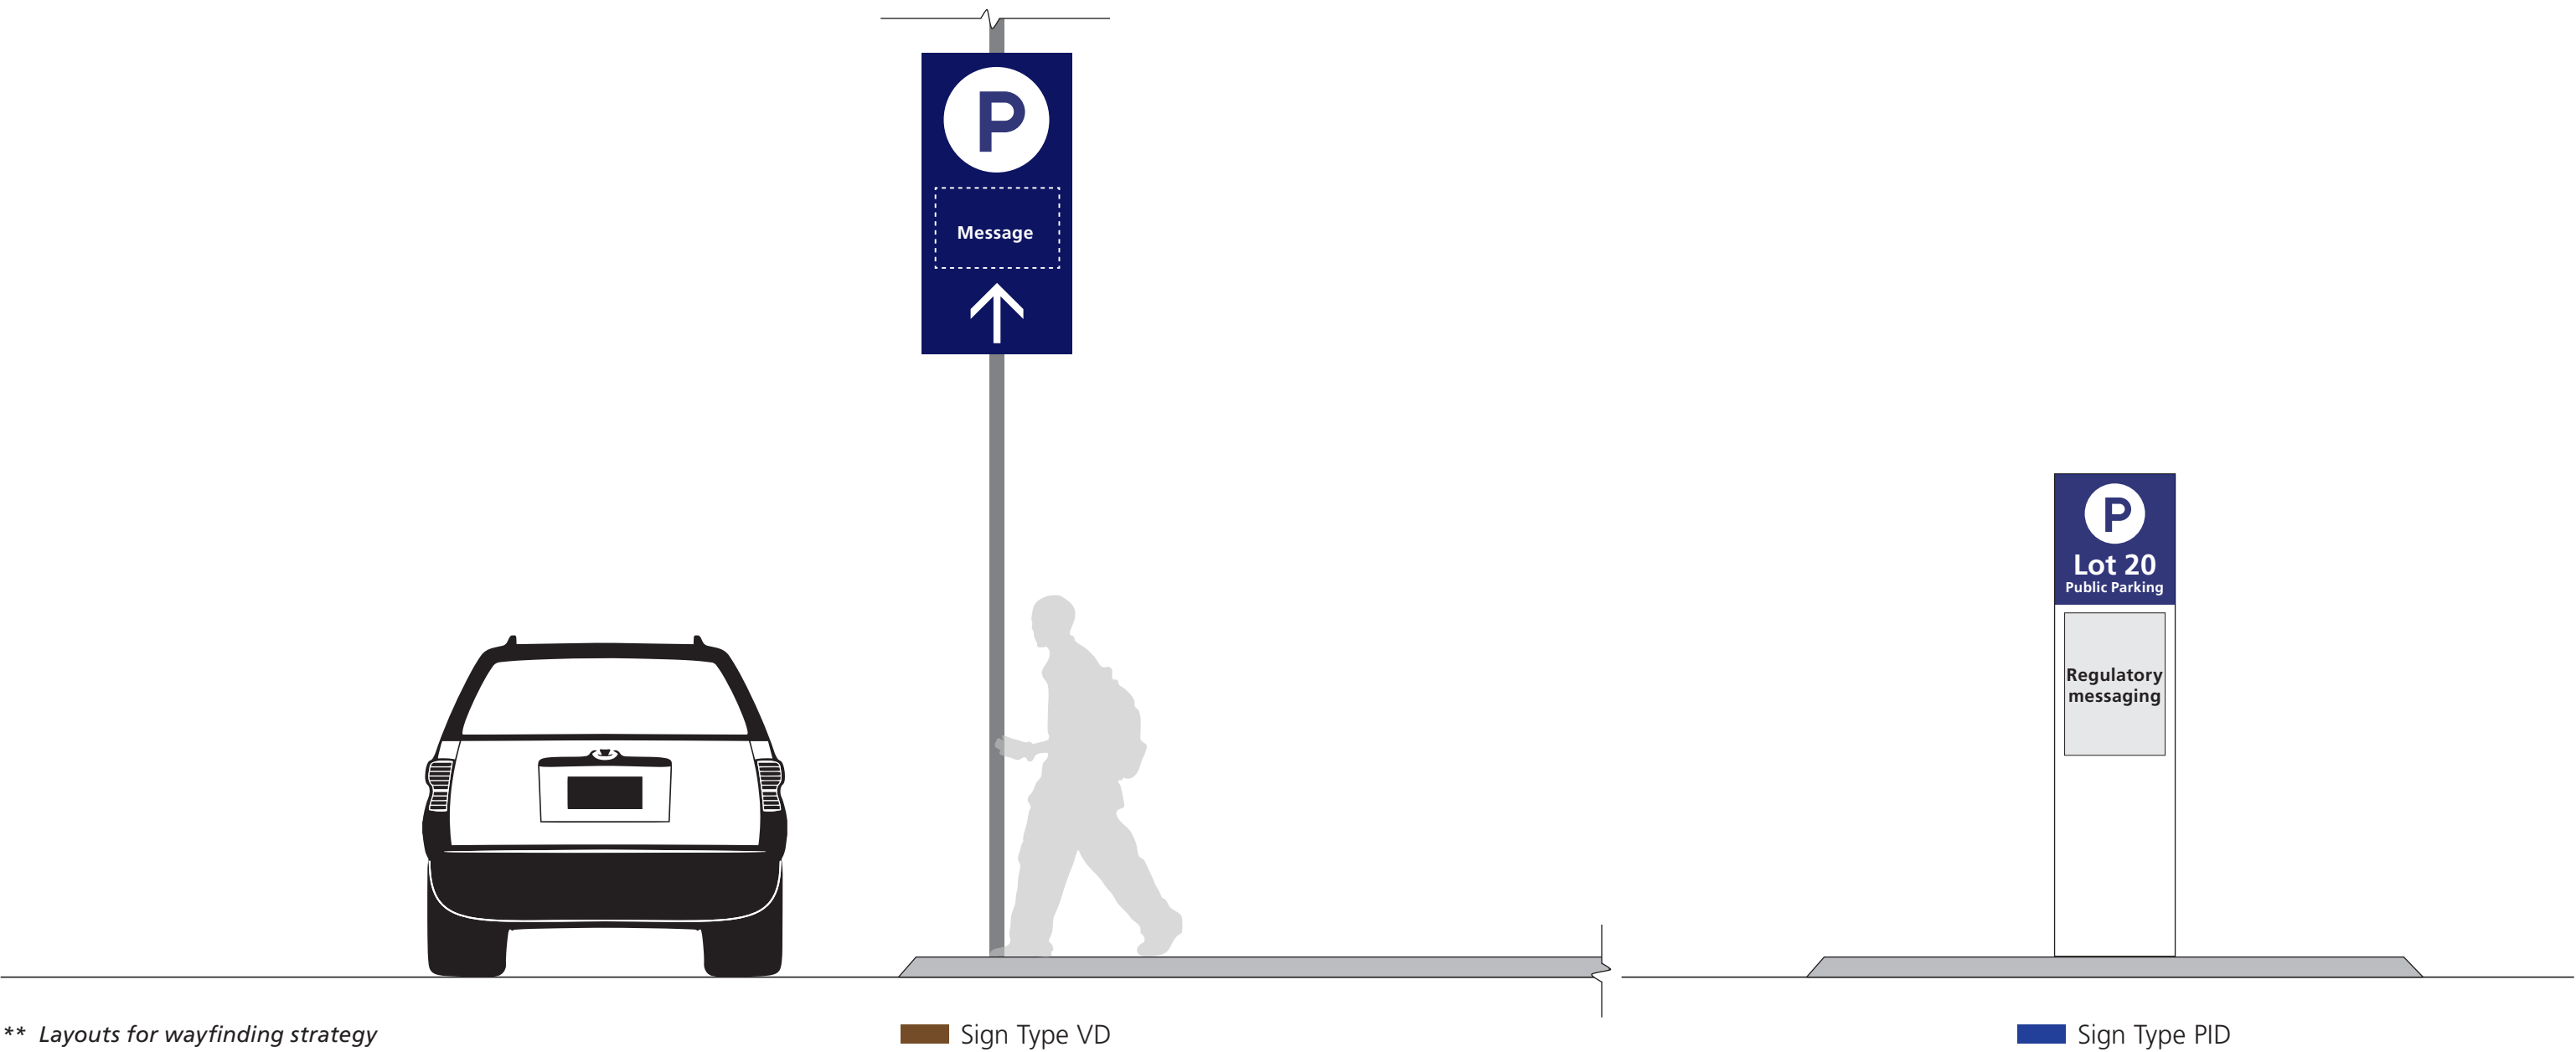 P
Message
P
Lot 20
Public Parking
Regulatory
messaging
** Layouts for wayfinding strategy
Sign Type VD
Sign Type PID